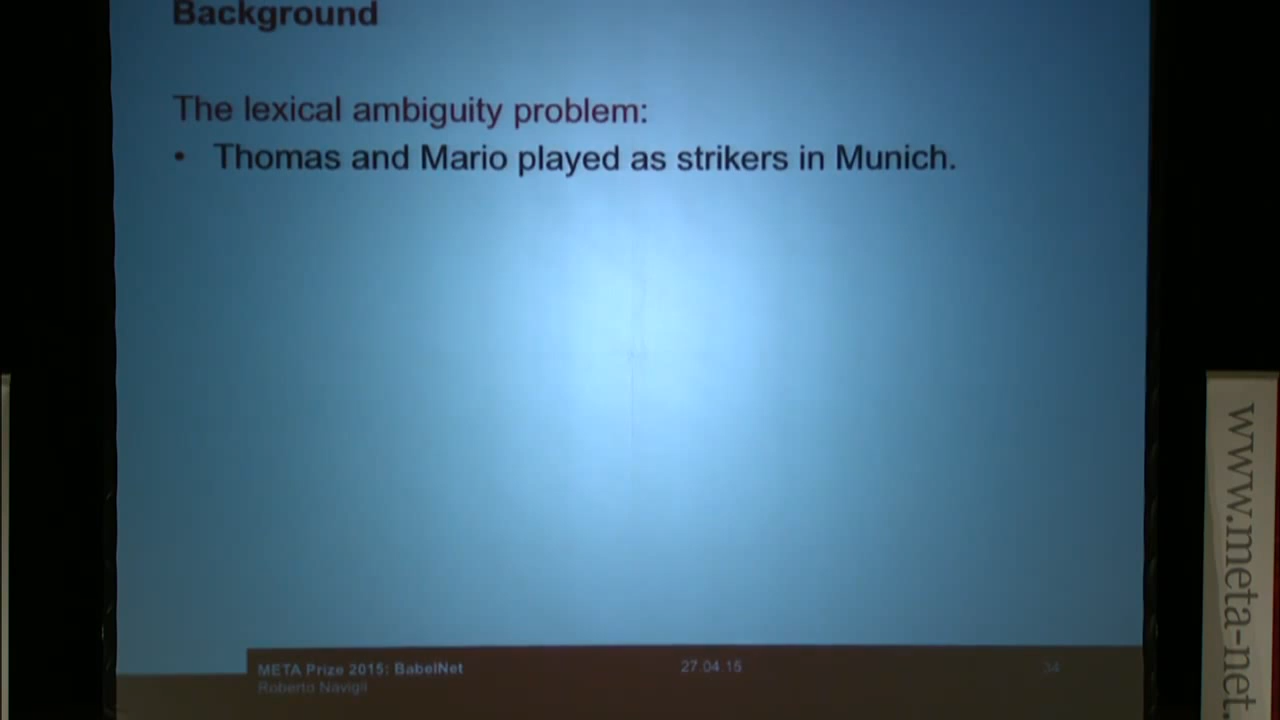 Background
The lexical ambiguity problem:
• Thomas and Mario played as strikers in Munich.
META Prize 2015: BabelNet
27.04.15
34
Roberto Navigli
www.meta-net.